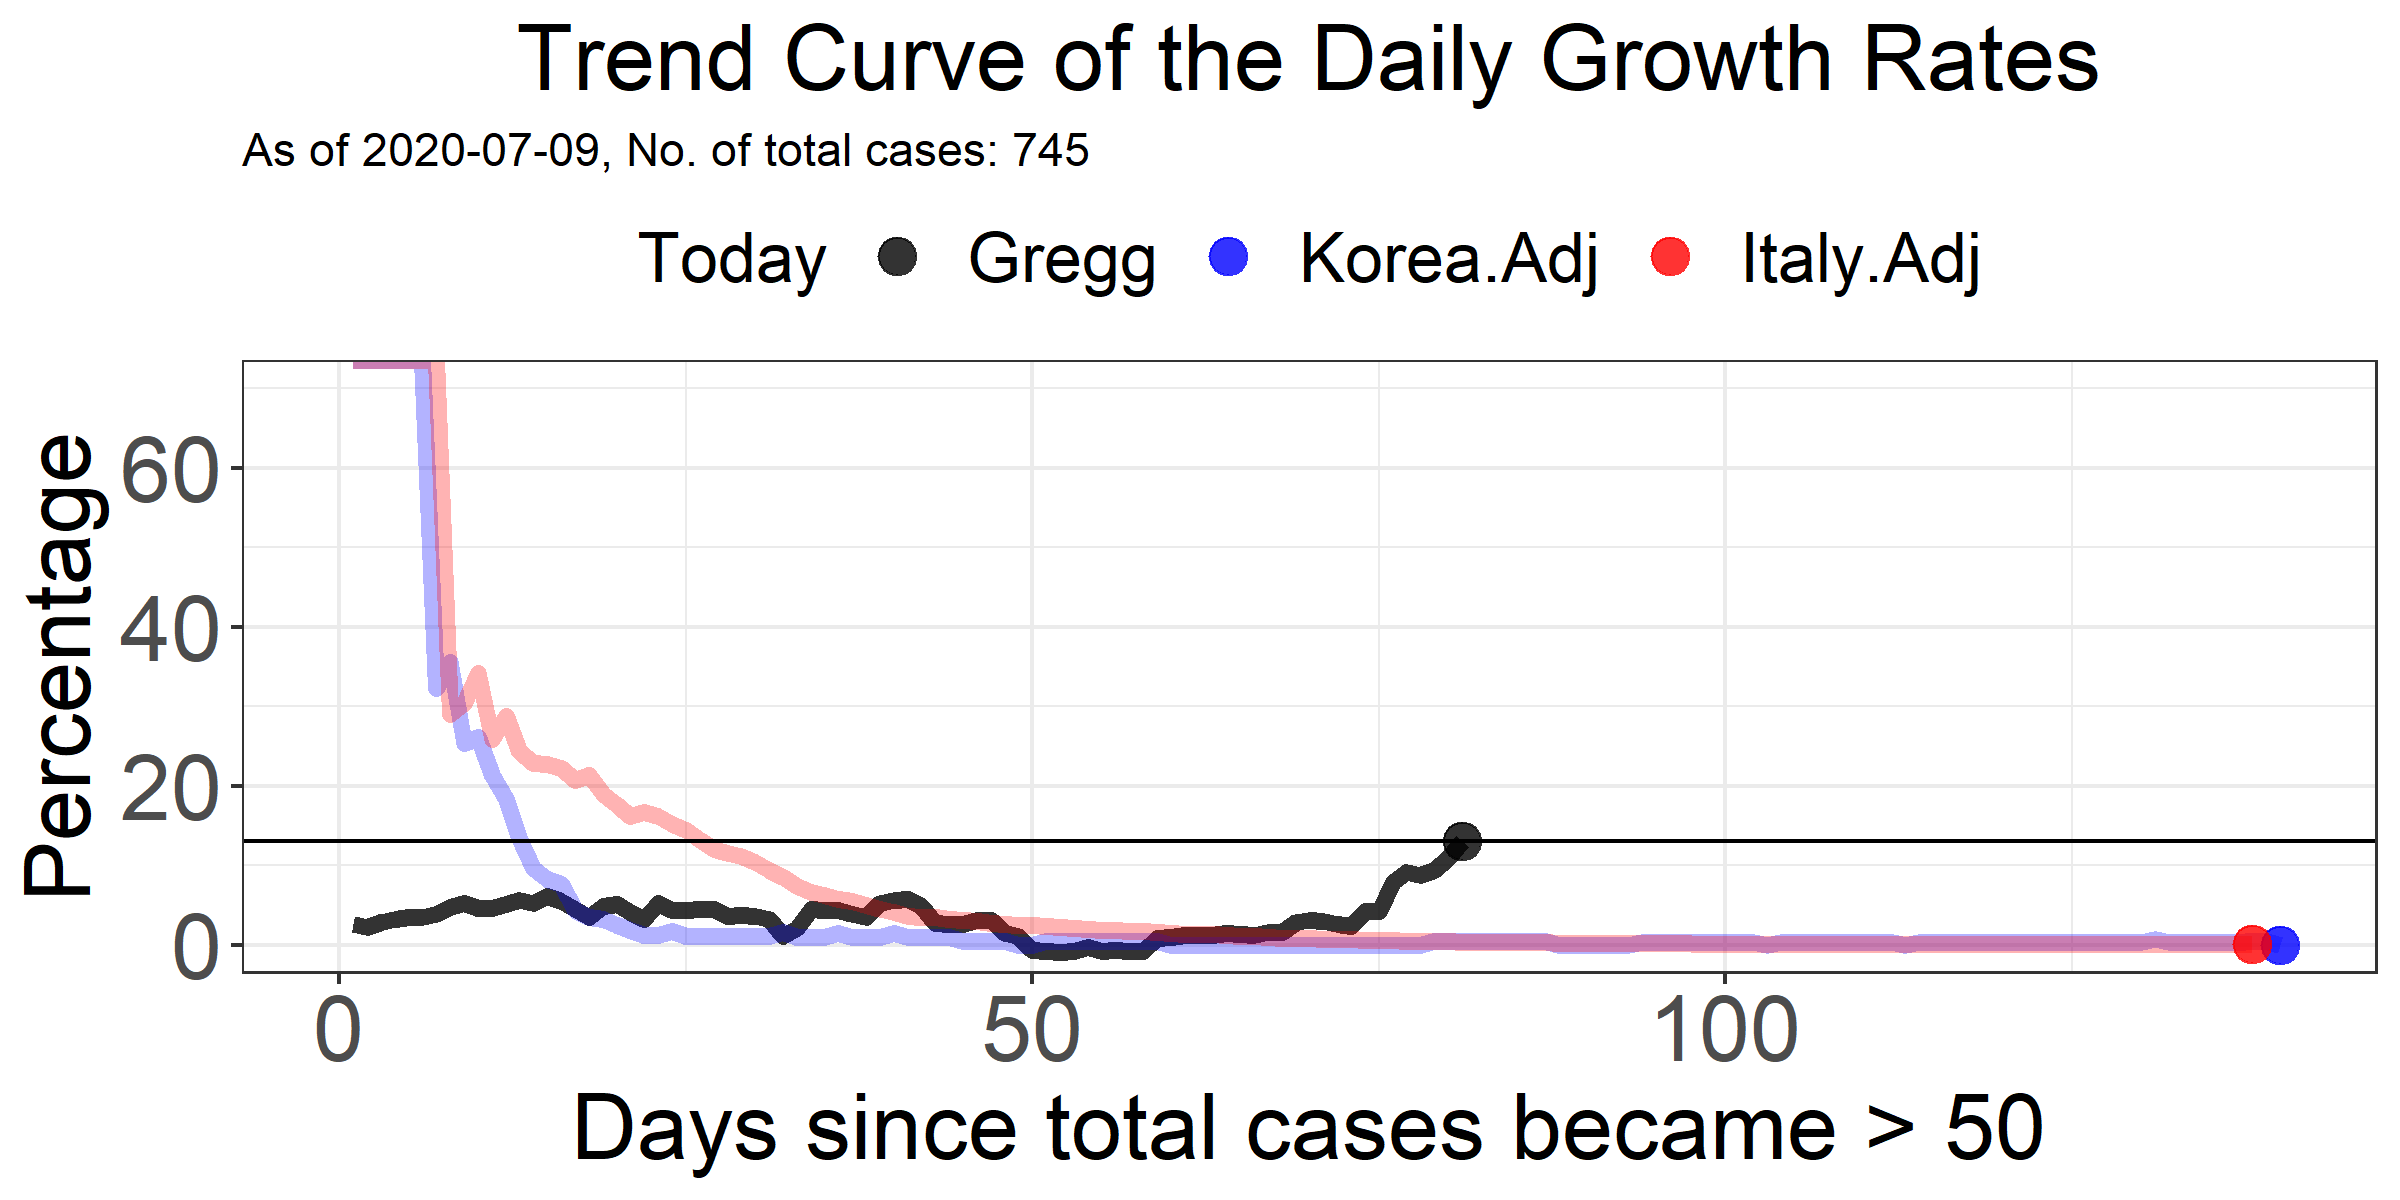 Trend Curve of the Daily Growth Rates
As of 2020-07-09, No. of total cases: 745
Today Gregg Korea.Adj Italy.Adj
Percentage
60
40
20
0
0 50 100
Days since total cases became > 50